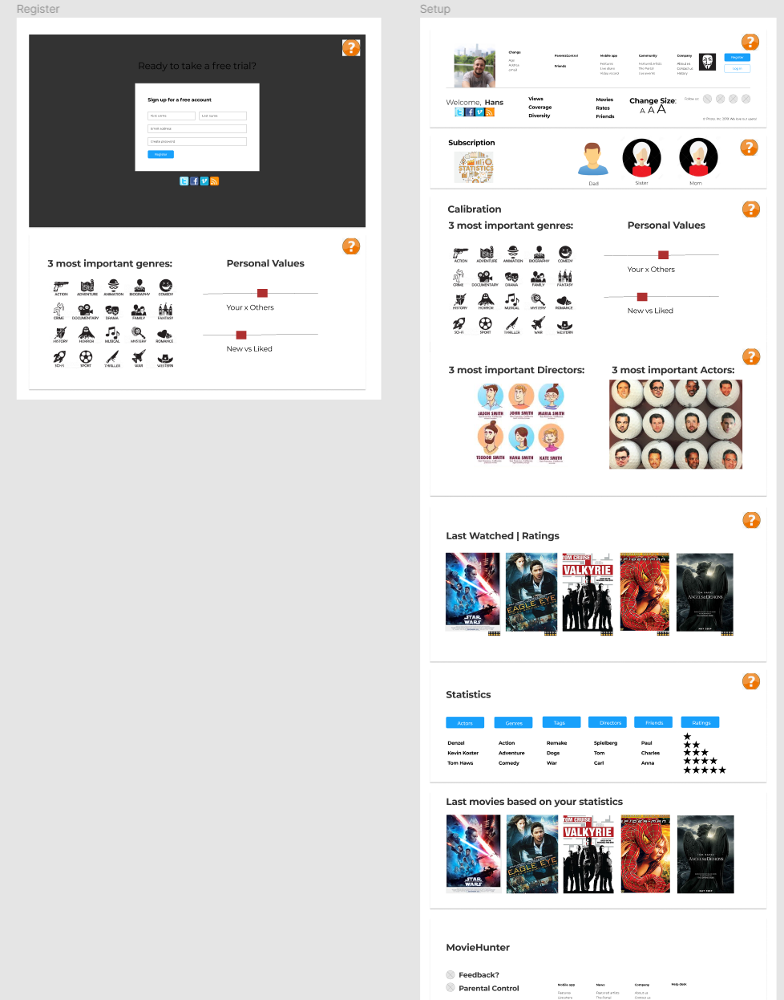 Register
Ready to take a free trial?
Sign up for a free account
First name
Last name
Email address
Create password
Register
3 most important genres:
Personal Values
ACTION ADVENTURE ANIMATION BIOGRAPHY COMEDY
CRIME DOCUMENTARY DRAMA FAMILY FANTASY
HISTORY HORROR MUSICAL MYSTERY ROMANCE
SCI-FI SPORT THRILLER WAR WESTERN
Your x Others
New vs Liked
Setup
Change
Age
email
ParentsControl
Friends
Mobile app
Features
Live share
Video record
Community
Featured artists
The Portal
Live events
Company
About us
Contact us
History
Register
Log in
Welcome, Hans
Views
Coverage
Diversity
Movies
Rates
Friends
Change Size:
A A A
Follow us:
© Photo, Inc. 2019. We love our users!
Subscription
STATISTICS
Dad
Sister
Mom
Calibration
3 most important genres:
Personal Values
ACTION ADVENTURE ANIMATION BIOGRAPHY COMEDY
CRIME DOCUMENTARY DRAMA FAMILY FANTASY
HISTORY HORROR MUSICAL MYSTERY ROMANCE
SCI-FI SPORT THRILLER WAR WESTERN
Your x Others
New vs Liked
3 most important Directors:
3 most important Actors:
JASON SMITH
JOHN SMITH
MARIA SMITH
TEODOR SMITH
HANA SMITH
KATE SMITH
Last Watched | Ratings
STAR WARS
EAGLE EYE
TOM CRUISE
VALKYRIE
SPIDER-MAN
TOM HANKS
ANGELS & DEMONS
MAY 2009
Statistics
Actors Genres Tags Directors Friends Ratings
Denzel Action Remake Spielberg Paul
Kevin Koster Adventure Dogs Tom Charles
Tom Haws Comedy War Carl Anna
Last movies based on your statistics
STAR WARS
EAGLE EYE
TOM CRUISE
VALKYRIE
SPIDER-MAN
TOM HANKS
ANGELS & DEMONS
MAY 2009
MovieHunter
Feedback?
Parental Control
Mobile app
Features
Live share
News
Featured artists
The Portal
Company
About us
Contact us
Help desk